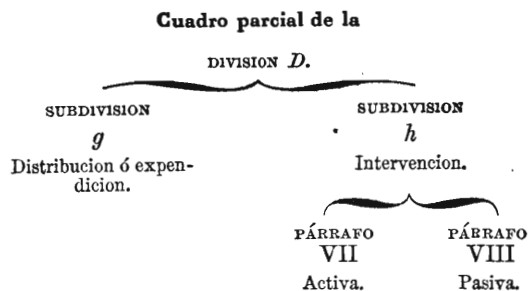 Cuadro parcial de la
DIVISION D.
SUBDIVISION
g
Distribucion ó expen-
dicion.
SUBDIVISION
h
Intervencion.
PÁRRAFO
VII
Activa.
PÁRRAFO
VIII
Pasiva.